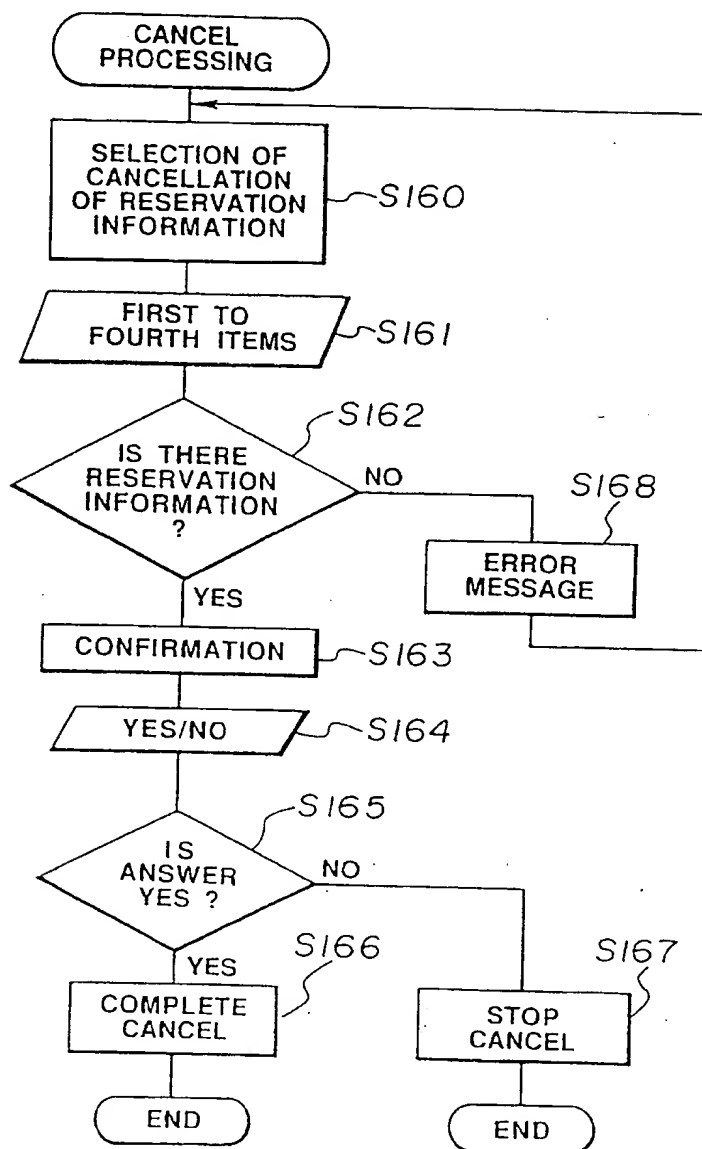 CANCEL
PROCESSING
SELECTION OF
CANCELLATION
OF RESERVATION
INFORMATION
S160
FIRST TO
FOURTH ITEMS
S161
S162
IS THERE
RESERVATION
INFORMATION
?
NO
S168
ERROR
MESSAGE
YES
CONFIRMATION
S163
YES/NO
S164
S165
IS
ANSWER
YES ?
NO
YES
S166
S167
COMPLETE
CANCEL
STOP
CANCEL
END
END